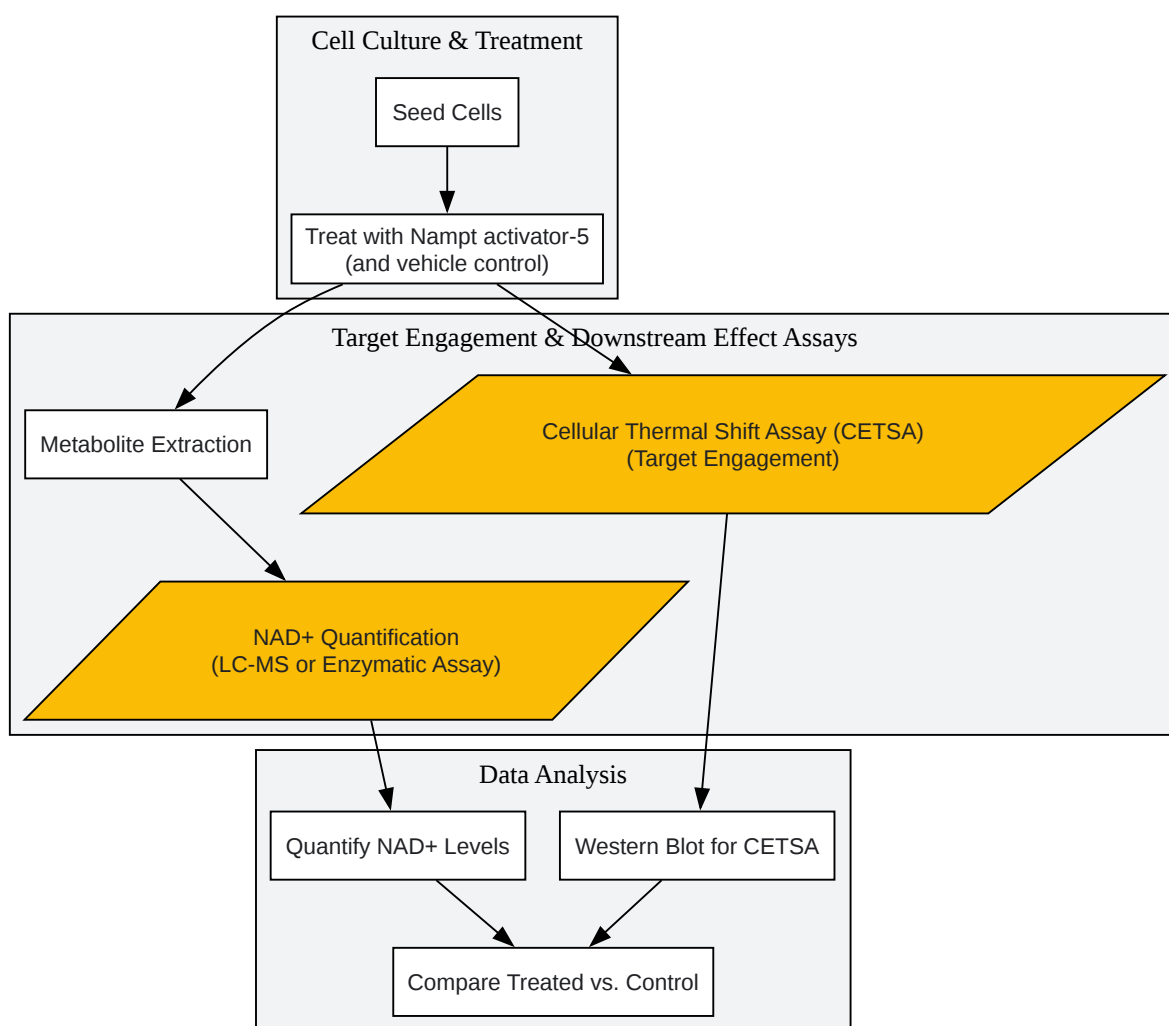 Cell Culture & Treatment
Seed Cells
Treat with Nampt activator-5
(and vehicle control)
Target Engagement & Downstream Effect Assays
Metabolite Extraction
Cellular Thermal Shift Assay (CETSA)
(Target Engagement)
NAD+ Quantification
(LC-MS or Enzymatic Assay)
Data Analysis
Quantify NAD+ Levels
Western Blot for CETSA
Compare Treated vs. Control